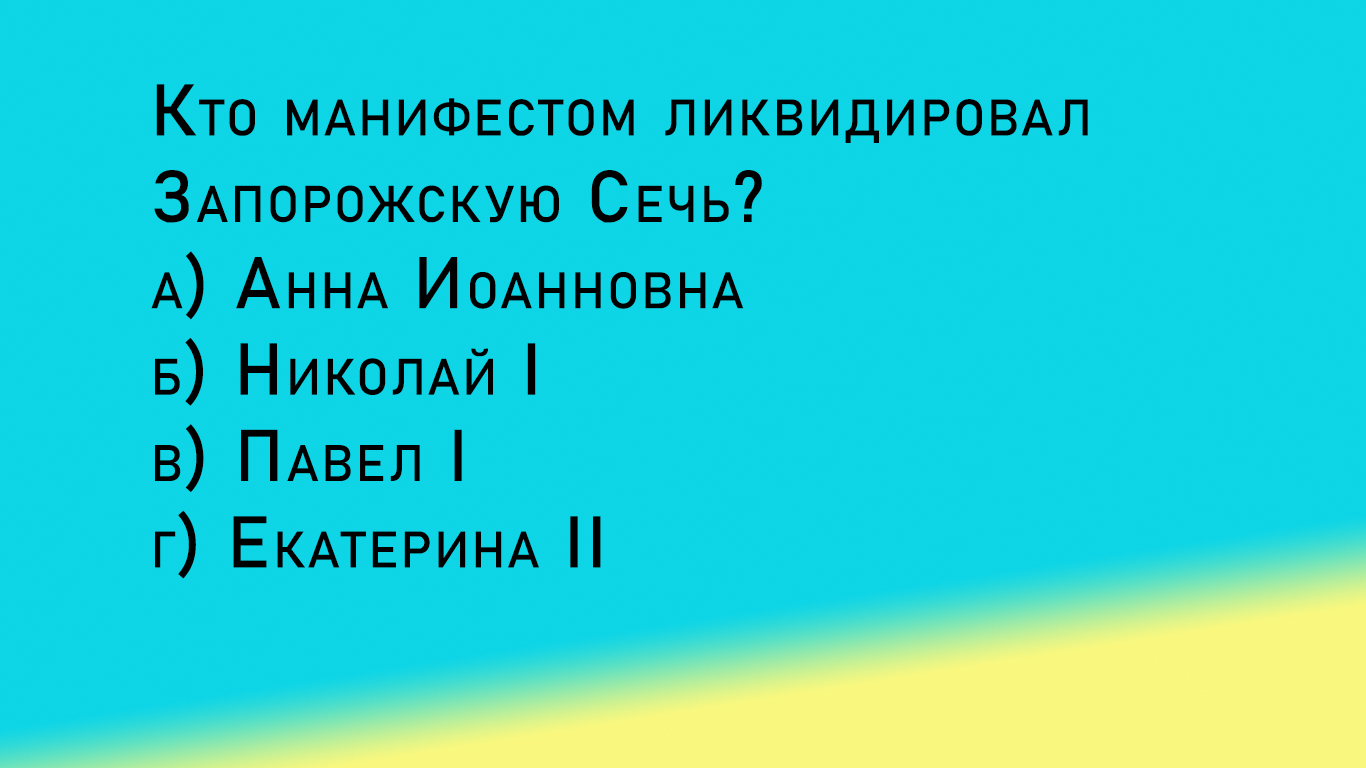 Кто манифестом ликвидировал
Запорожскую Сечь?
а) Анна Иоанновна
б) Николай I
в) Павел I
г) Екатерина II